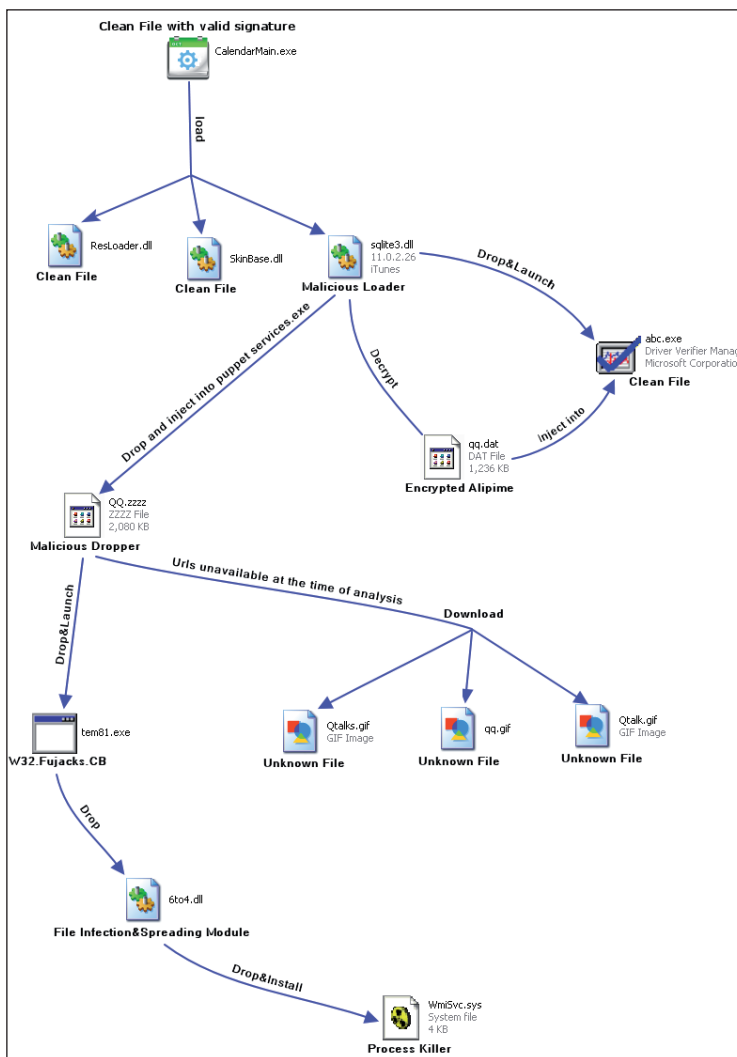 Clean File with valid signature
CalendarMain.exe
load
ResLoader.dll
Clean File
SkinBase.dll
Clean File
sqlite3.dll
11.0.2.26
iTunes
Malicious Loader
Drop&Launch
abc.exe
Driver Verifier Manag
Microsoft Corporatio
Clean File
Drop and inject into puppet services.exe
Decrypt
qq.dat
DAT File
1,236 KB
Encrypted Alipime
Inject into
QQ.zzzz
ZZZZ File
2,080 KB
Malicious Dropper
Urls unavailable at the time of analysis
Download
Drop&Launch
Qtalks.gif
GIF Image
Unknown File
qq.gif
Unknown File
Qtalk.gif
GIF Image
Unknown File
tem81.exe
W32.Fujacks.CB
Drop
6to4.dll
File Infection&Spreading Module
Drop&Install
WmiSvc.sys
System file
4 KB
Process Killer